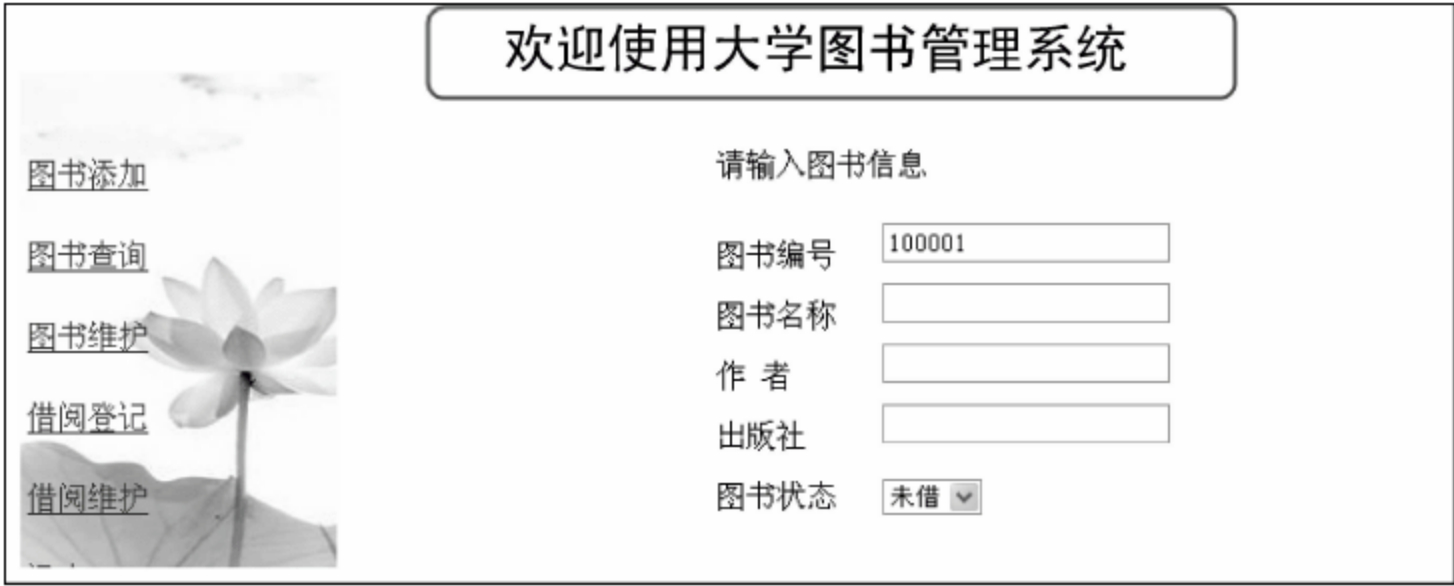 欢迎使用大学图书管理系统
图书添加
图书查询
图书维护
借阅登记
借阅维护
请输入图书信息
图书编号 100001
图书名称
作 者
出版社
图书状态 未借